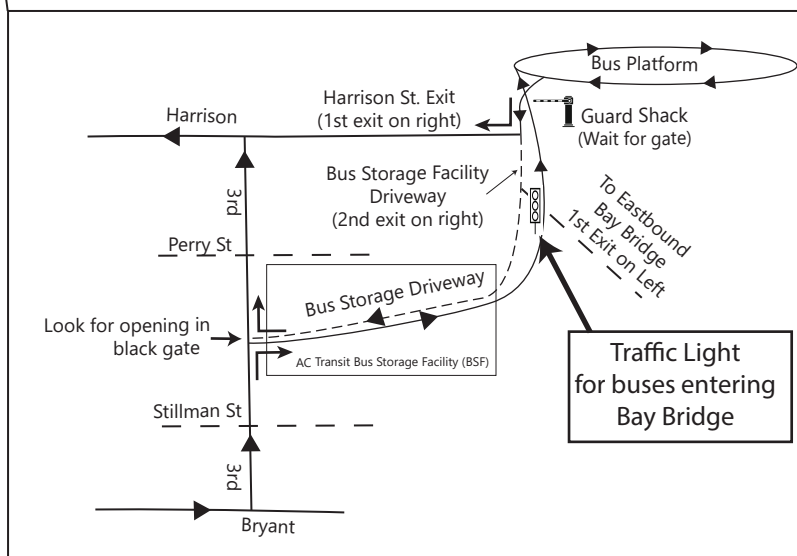 Bus Platform
Harrison
Harrison St. Exit
(1st exit on right)
Guard Shack
(Wait for gate)
3rd
Bus Storage Facility
Driveway
(2nd exit on right)
To Eastbound
Bay Bridge
1st Exit on Left
Perry St
Bus Storage Driveway
Look for opening in
black gate
AC Transit Bus Storage Facility (BSF)
Traffic Light
for buses entering
Bay Bridge
Stillman St
3rd
Bryant